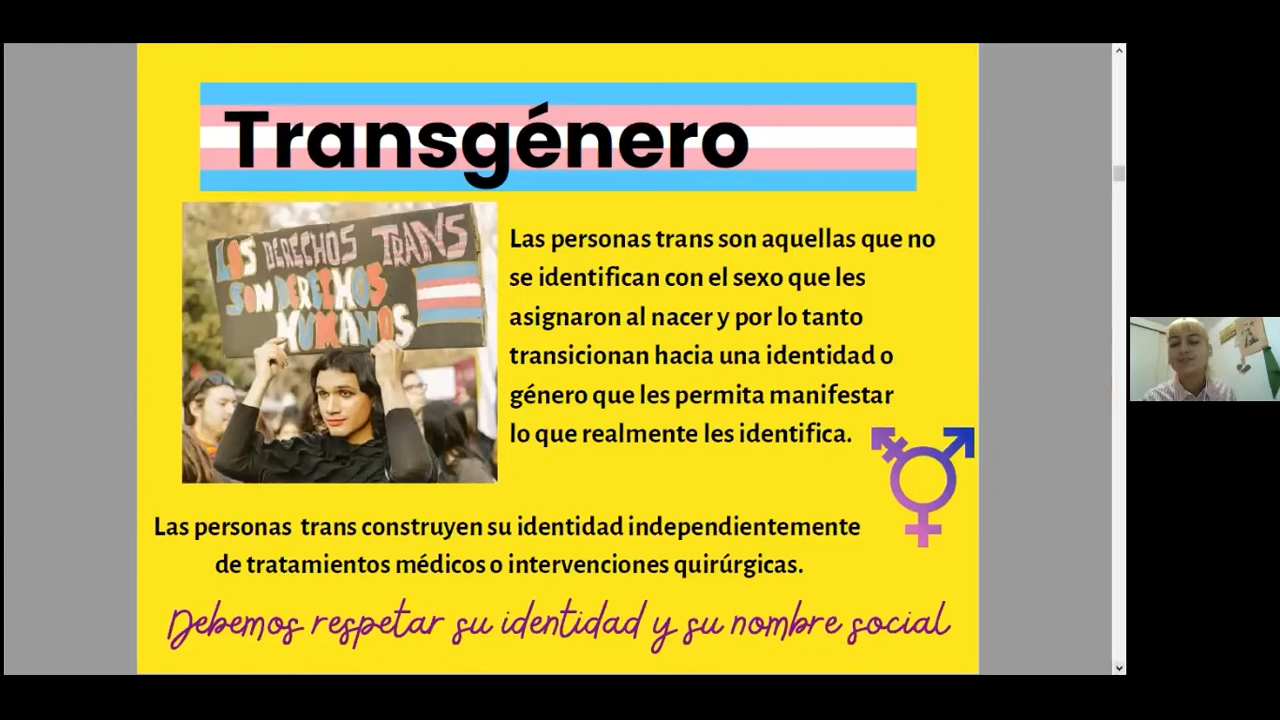 Transgénero
LOS DERECHOS TRANS
SON DERECHOS
HUMANOS
Las personas trans son aquellas que no
se identifican con el sexo que les
asignaron al nacer y por lo tanto
transicionan hacia una identidad o
género que les permita manifestar
lo que realmente les identifica.
Las personas trans construyen su identidad independientemente
de tratamientos médicos o intervenciones quirúrgicas.
Debemos respetar su identidad y su nombre social